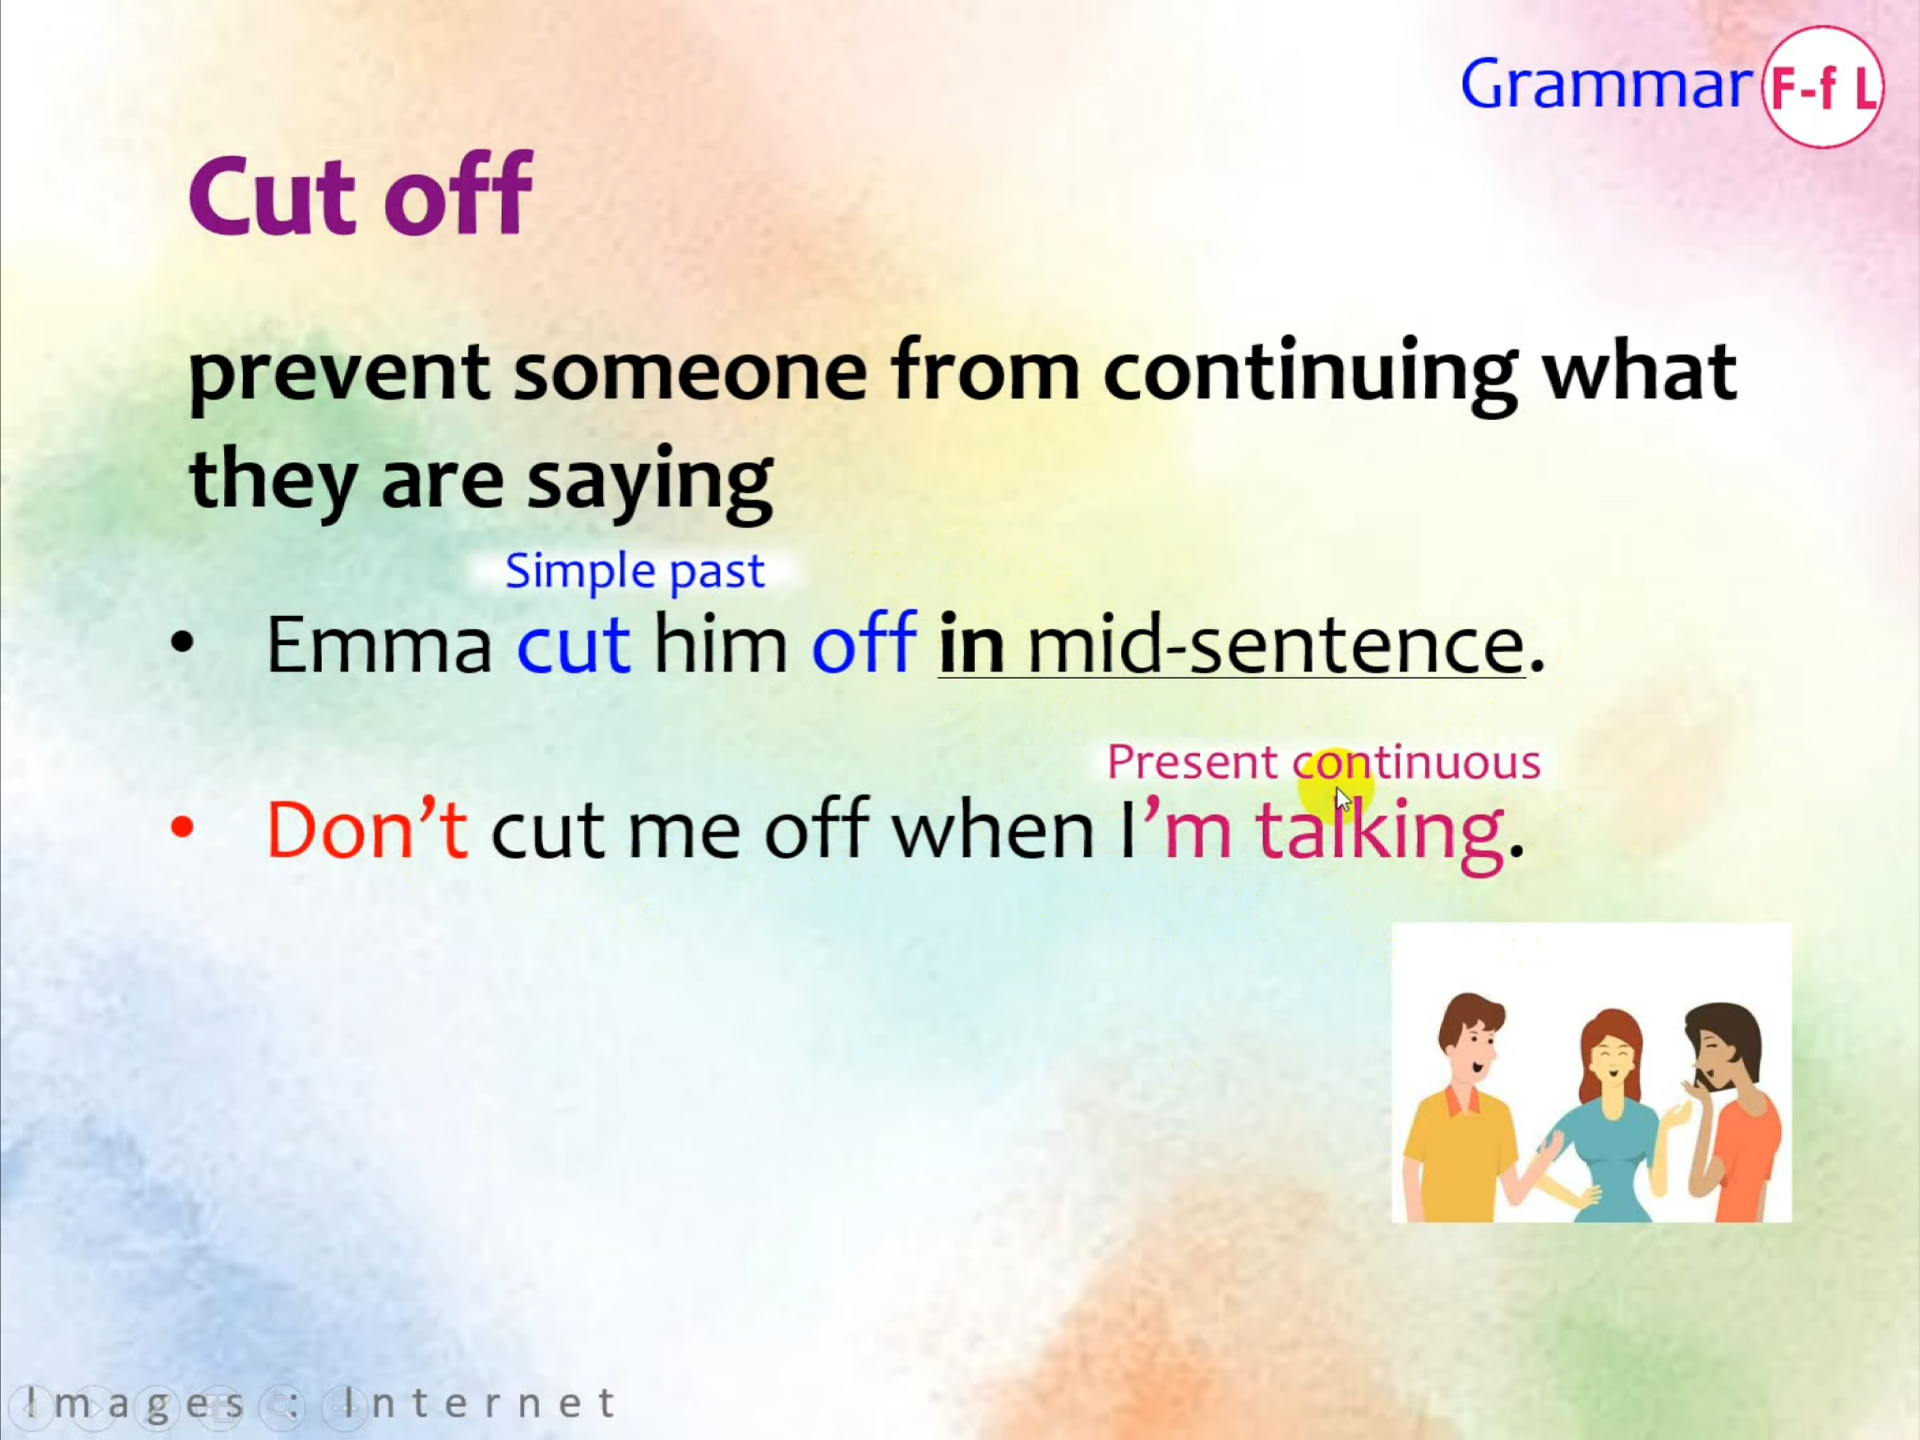 Grammar F-f L
Cut off
prevent someone from continuing what
they are saying
Simple past
• Emma cut him off in mid-sentence.
Present continuous
• Don’t cut me off when I’m talking.
Images : Internet